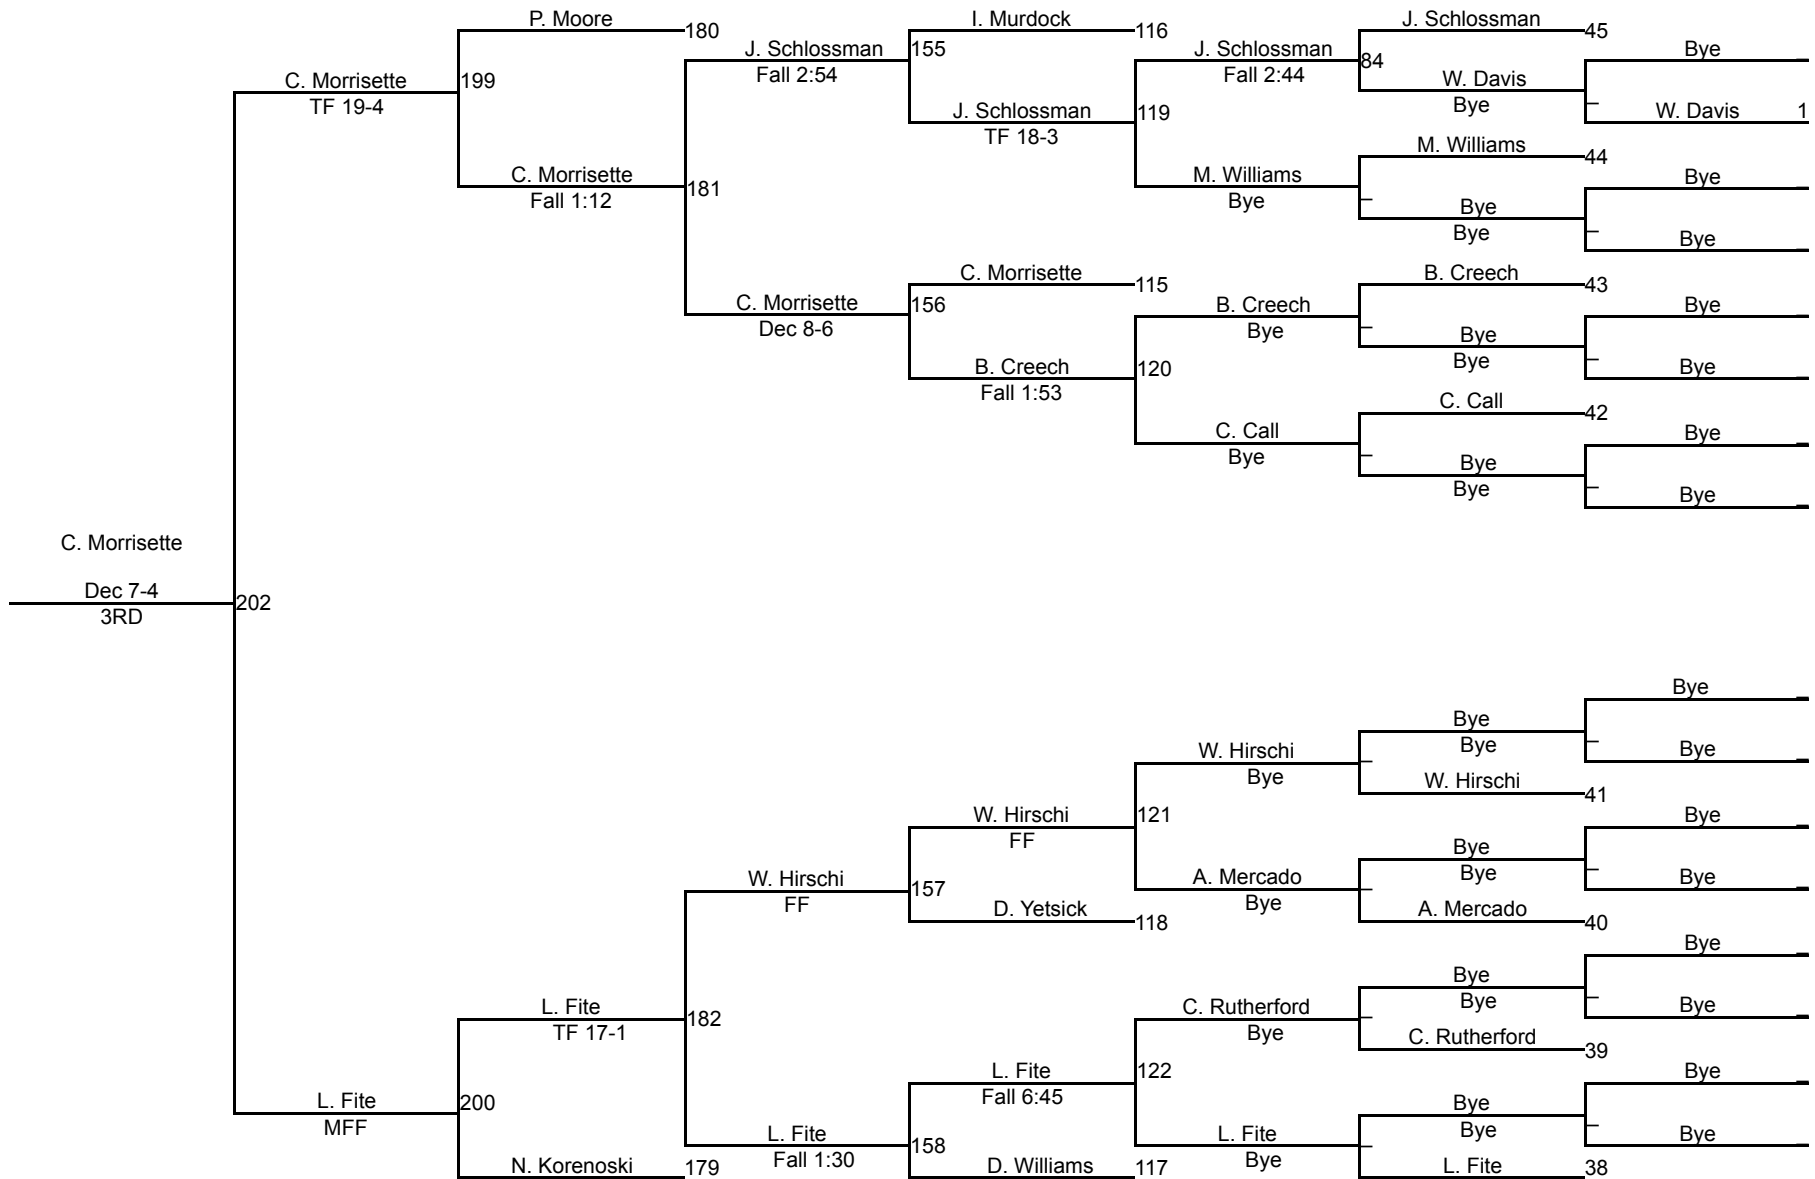 P. Moore
180
I. Murdock
116
J. Schlossman
45
J. Schlossman
Fall 2:54
155
J. Schlossman
Fall 2:44
84
Bye
C. Morrisette
TF 19-4
199
W. Davis
Bye
J. Schlossman
TF 18-3
119
W. Davis
1
M. Williams
44
C. Morrisette
Fall 1:12
181
M. Williams
Bye
Bye
Bye
Bye
Bye
C. Morrisette
115
B. Creech
43
C. Morrisette
Dec 8-6
156
B. Creech
Bye
Bye
Bye
Bye
B. Creech
Fall 1:53
120
Bye
C. Call
42
C. Call
Bye
Bye
Bye
Bye
Bye
C. Morrisette
Dec 7-4
3RD
202
Bye
Bye
Bye
W. Hirschi
Bye
Bye
W. Hirschi
41
W. Hirschi
FF
121
Bye
Bye
Bye
W. Hirschi
FF
157
A. Mercado
Bye
Bye
D. Yetsick
118
A. Mercado
40
Bye
L. Fite
TF 17-1
182
C. Rutherford
Bye
Bye
Bye
Bye
C. Rutherford
39
L. Fite
Fall 6:45
122
Bye
L. Fite
MFF
200
Bye
Bye
L. Fite
Fall 1:30
158
L. Fite
Bye
Bye
N. Korenoski
179
D. Williams
117
L. Fite
38